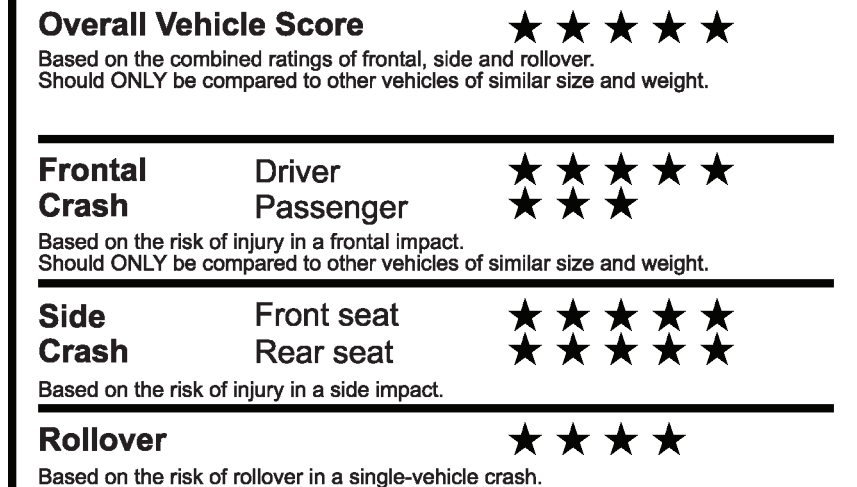 Overall Vehicle Score ★ ★ ★ ★ ★
Based on the combined ratings of frontal, side and rollover.
Should ONLY be compared to other vehicles of similar size and weight.
Frontal Driver ★ ★ ★ ★ ★
Crash Passenger ★ ★ ★
Based on the risk of injury in a frontal impact.
Should ONLY be compared to other vehicles of similar size and weight.
Side Front seat ★ ★ ★ ★ ★
Crash Rear seat ★ ★ ★ ★ ★
Based on the risk of injury in a side impact.
Rollover ★ ★ ★ ★
Based on the risk of rollover in a single-vehicle crash.